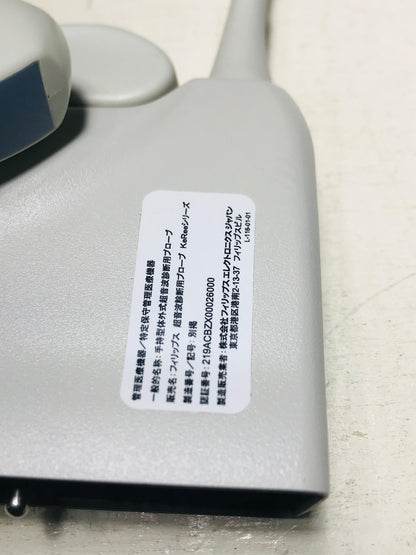 管理医療機器/特定保守管理医療機器
一般的名称:手持型体外式超音波診断用プローブ
販売名:フィリップス 超音波診断用プローブ KeReeシリーズ
製造番号/記号:別掲
認証番号:219ACBZX00026000
製造販売業者:株式会社フィリップスエレクトロニクスジャパン
東京都港区港南2-13-37 フィリップスビル
L-118-01-01